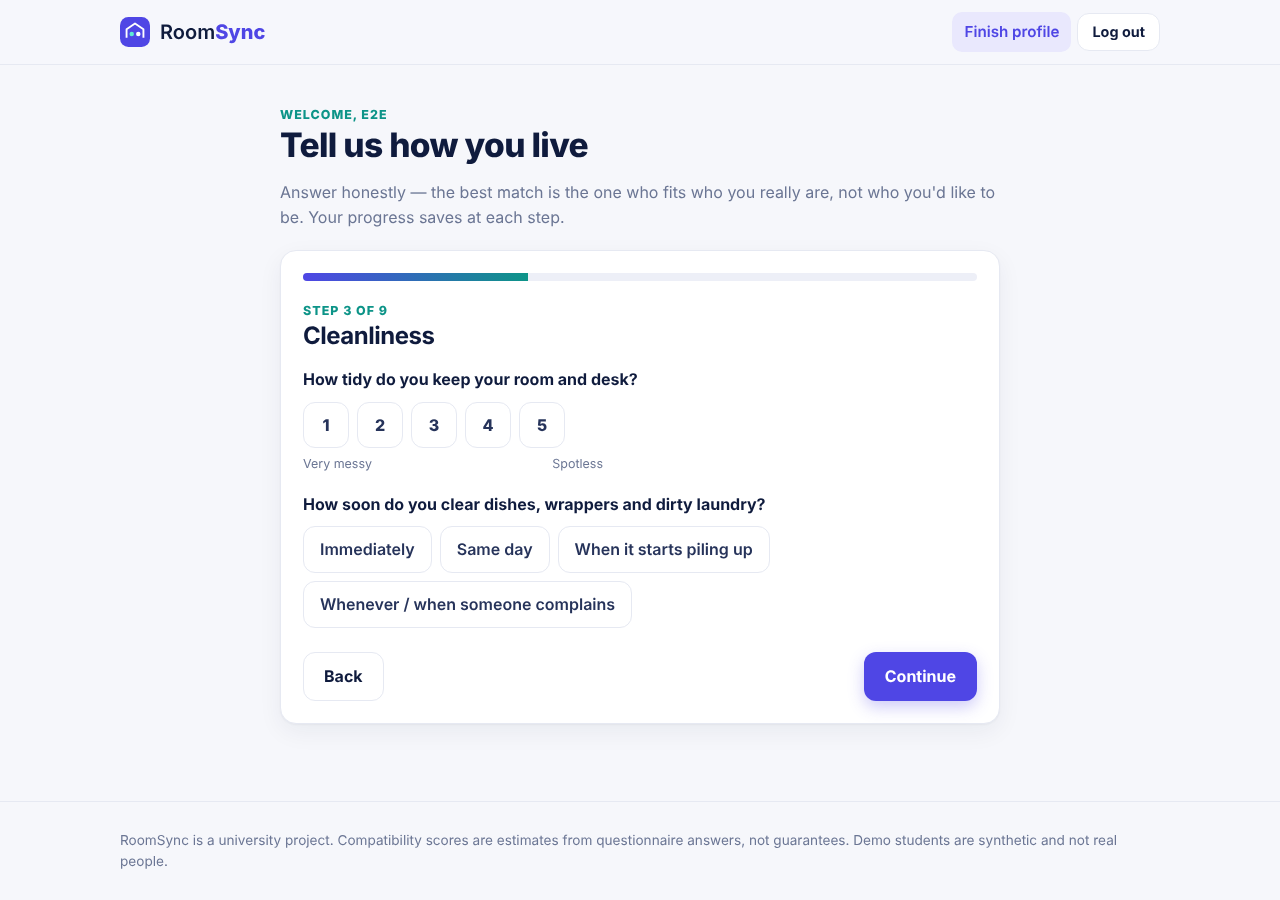 RoomSync
Finish profile
Log out
WELCOME, E2E
Tell us how you live
Answer honestly — the best match is the one who fits who you really are, not who you'd like to
be. Your progress saves at each step.
STEP 3 OF 9
Cleanliness
How tidy do you keep your room and desk?
1 2 3 4 5
Very messy Spotless
How soon do you clear dishes, wrappers and dirty laundry?
Immediately Same day When it starts piling up
Whenever / when someone complains
Back Continue
RoomSync is a university project. Compatibility scores are estimates from questionnaire answers, not guarantees. Demo students are synthetic and not real
people.